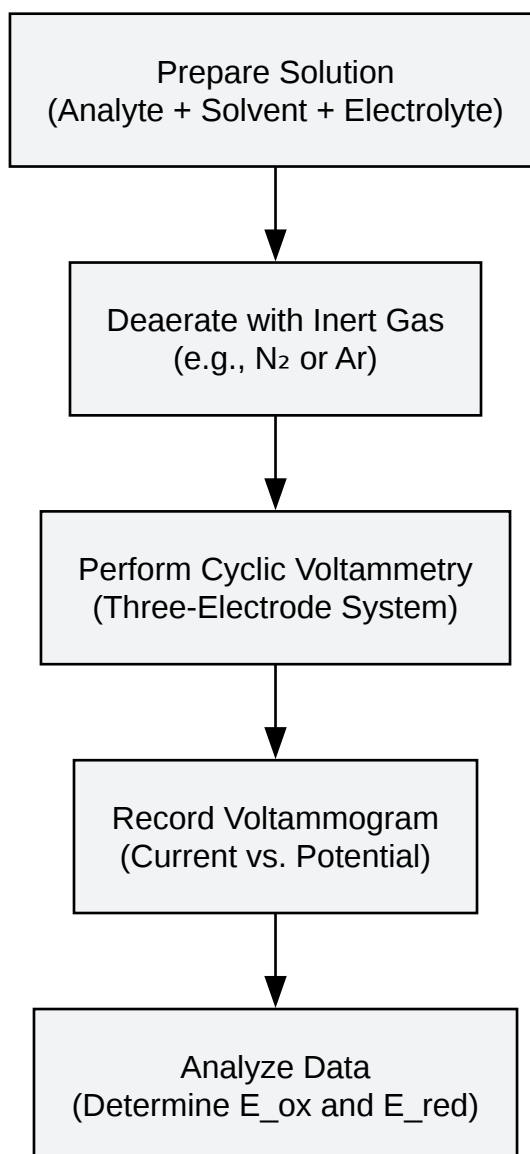 Prepare Solution
(Analyte + Solvent + Electrolyte)
Deaerate with Inert Gas
(e.g., N₂ or Ar)
Perform Cyclic Voltammetry
(Three-Electrode System)
Record Voltammogram
(Current vs. Potential)
Analyze Data
(Determine E_ox and E_red)